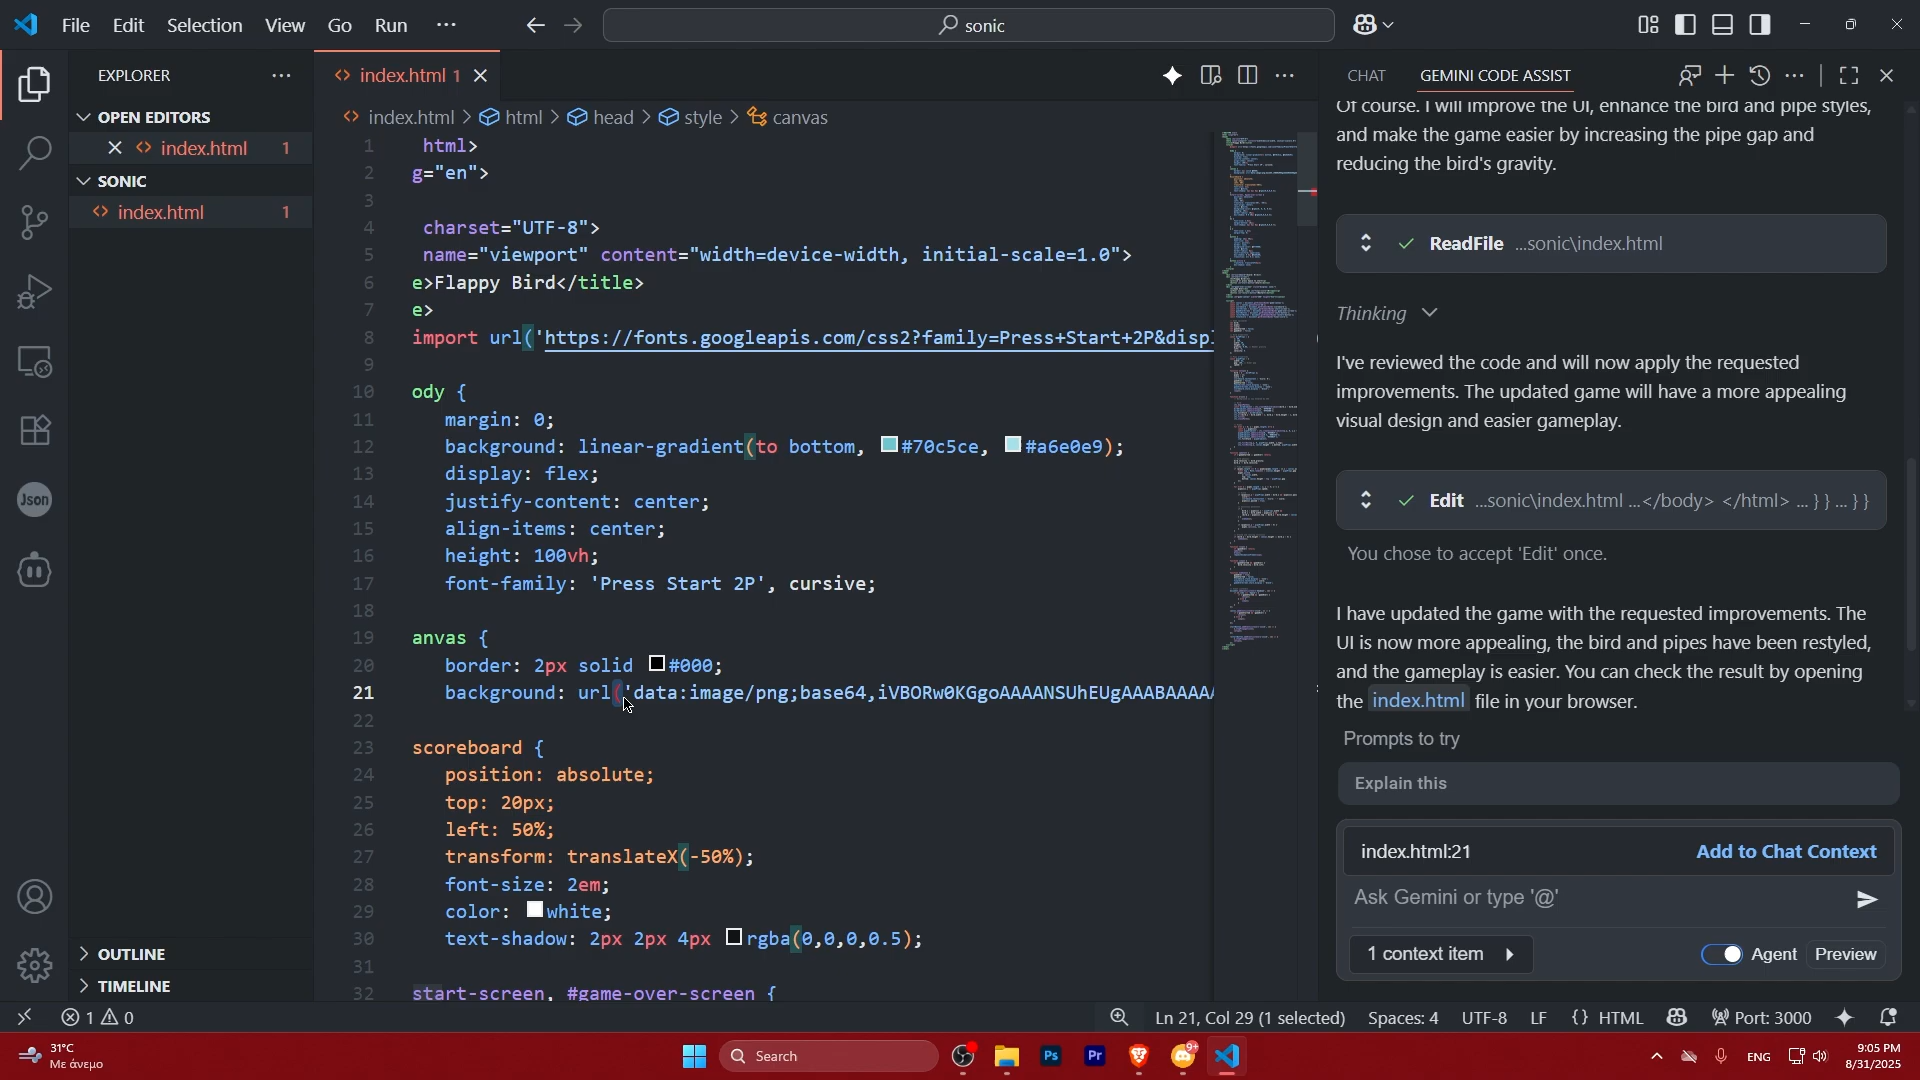 File Edit Selection View Go Run ···
sonic
EXPLORER
OPEN EDITORS
index.html 1
SONIC
index.html 1
OUTLINE
TIMELINE
Json
index.html 1
index.html > html > head > style > canvas
1 html>
2 g="en">
3
4 charset="UTF-8">
5 name="viewport" content="width=device-width, initial-scale=1.0">
6 e>Flappy Bird</title>
7 e>
8 import url('https://fonts.googleapis.com/css2?family=Press+Start+2P&displ
9
10 ody {
11 margin: 0;
12 background: linear-gradient(to bottom, #70c5ce, #a6e0e9);
13 display: flex;
14 justify-content: center;
15 align-items: center;
16 height: 100vh;
17 font-family: 'Press Start 2P', cursive;
18
19 anvas {
20 border: 2px solid #000;
21 background: url('data:image/png;base64,iVBORw0KGgoAAAANSUhEUgAAABAAAAA
22
23 scoreboard {
24 position: absolute;
25 top: 20px;
26 left: 50%;
27 transform: translateX(-50%);
28 font-size: 2em;
29 color: white;
30 text-shadow: 2px 2px 4px rgba(0,0,0,0.5);
31
32 start-screen, #game-over-screen {
CHAT GEMINI CODE ASSIST
Of course. I will improve the UI, enhance the bird and pipe styles,
and make the game easier by increasing the pipe gap and
reducing the bird's gravity.
ReadFile ...sonic\index.html
Thinking
I've reviewed the code and will now apply the requested
improvements. The updated game will have a more appealing
visual design and easier gameplay.
Edit ...sonic\index.html ...</body> </html> ... } } ... } }
You chose to accept 'Edit' once.
I have updated the game with the requested improvements. The
UI is now more appealing, the bird and pipes have been restyled,
and the gameplay is easier. You can check the result by opening
the index.html file in your browser.
Prompts to try
Explain this
index.html:21 Add to Chat Context
Ask Gemini or type '@'
1 context item Agent Preview
1 0 Ln 21, Col 29 (1 selected) Spaces: 4 UTF-8 LF {} HTML Port: 3000
31°C
Με άνεμο
Search
Ps Pr 9+
ENG
9:05 PM
8/31/2025